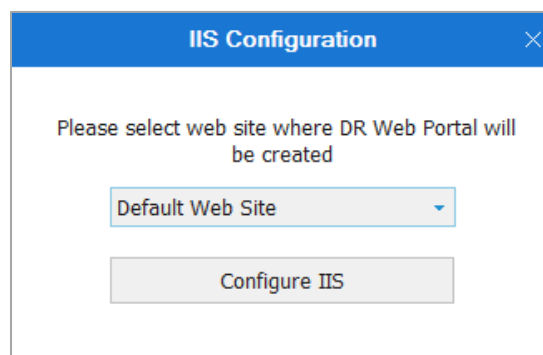 IIS Configuration
Please select web site where DR Web Portal will
be created
Default Web Site
Configure IIS